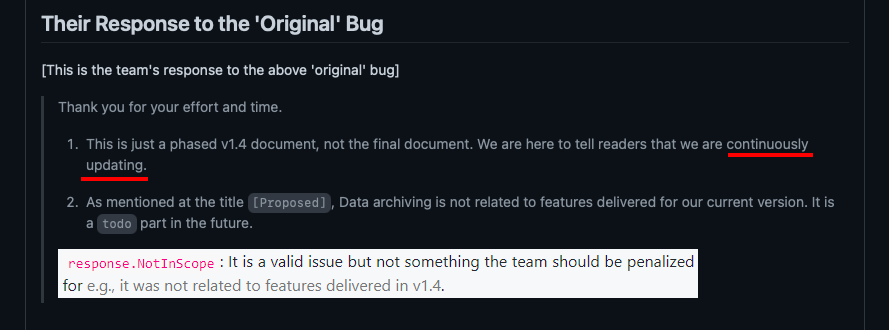 Their Response to the 'Original' Bug
[This is the team's response to the above 'original' bug]
Thank you for your effort and time.
1. This is just a phased v1.4 document, not the final document. We are here to tell readers that we are continuously
updating.
2. As mentioned at the title [Proposed], Data archiving is not related to features delivered for our current version. It is
a todo part in the future.
response.NotInScope : It is a valid issue but not something the team should be penalized
for e.g., it was not related to features delivered in v1.4.